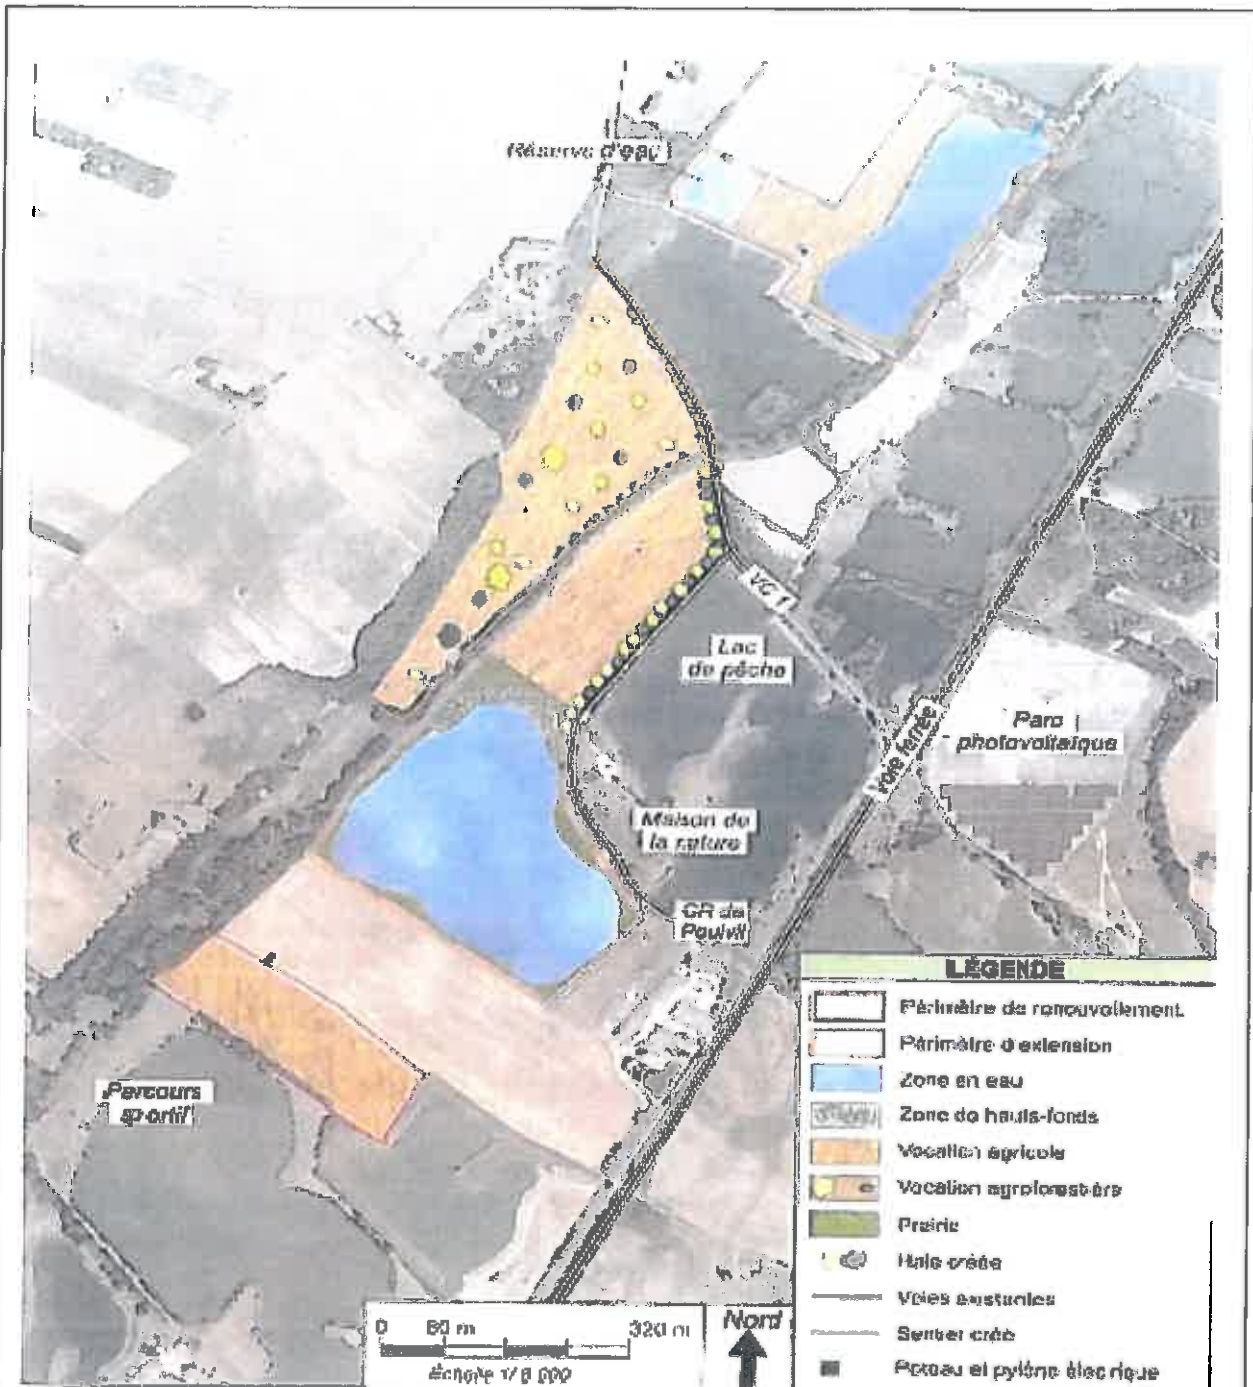 Réserve d'eau
VC 1
Lac
de pêche
Parc
photovoltaïque
Voie ferrée
Maison de
la nature
CR de
Poulvit
Parcours
sportif
LÉGENDE
Périmètre de renouvellement
Périmètre d'extension
Zone en eau
Zone de hauts-fonds
Vocation agricole
Vocation agroforestière
Prairie
Haie créée
Voies existantes
Sentier créé
Poteau et pylône électrique
0 80 m 320 m
Échelle 1/8 000
Nord